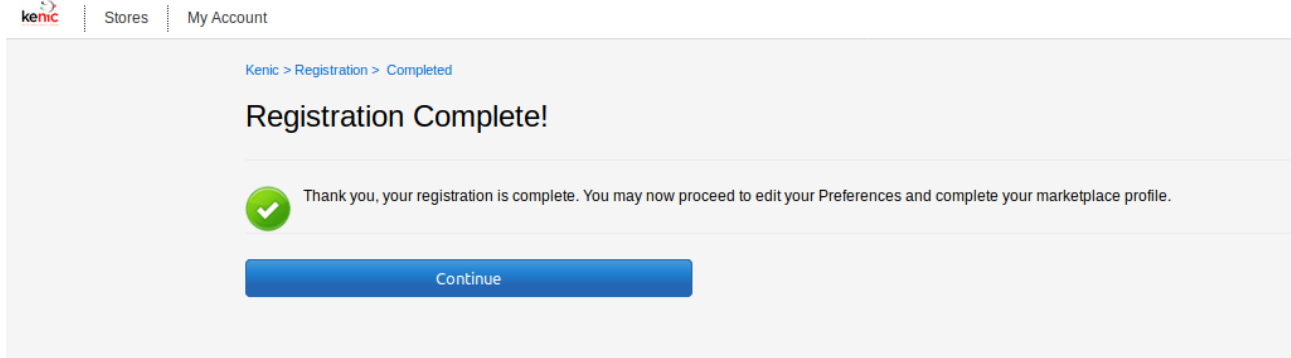 kenic Stores My Account
Kenic > Registration > Completed
Registration Complete!
Thank you, your registration is complete. You may now proceed to edit your Preferences and complete your marketplace profile.
Continue